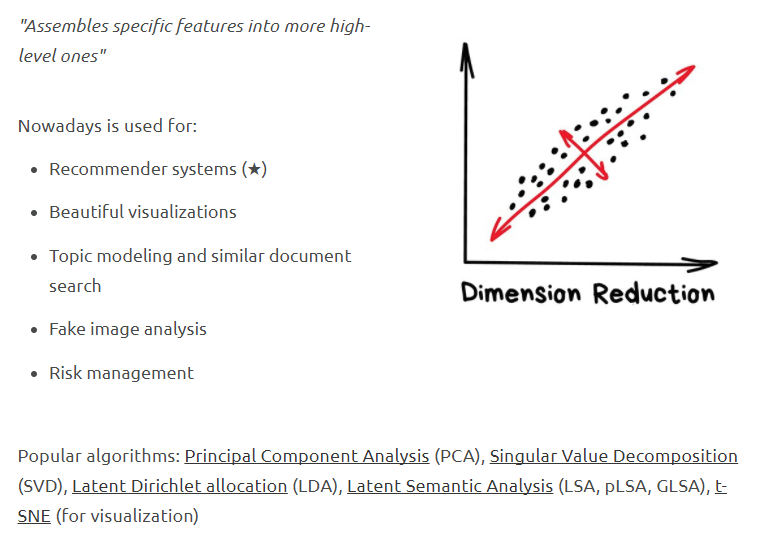 "Assembles specific features into more high-
level ones"
Nowadays is used for:
• Recommender systems (★)
• Beautiful visualizations
• Topic modeling and similar document
search
• Fake image analysis
• Risk management
Dimension Reduction
Popular algorithms: Principal Component Analysis (PCA), Singular Value Decomposition
(SVD), Latent Dirichlet allocation (LDA), Latent Semantic Analysis (LSA, pLSA, GLSA), t-
SNE (for visualization)